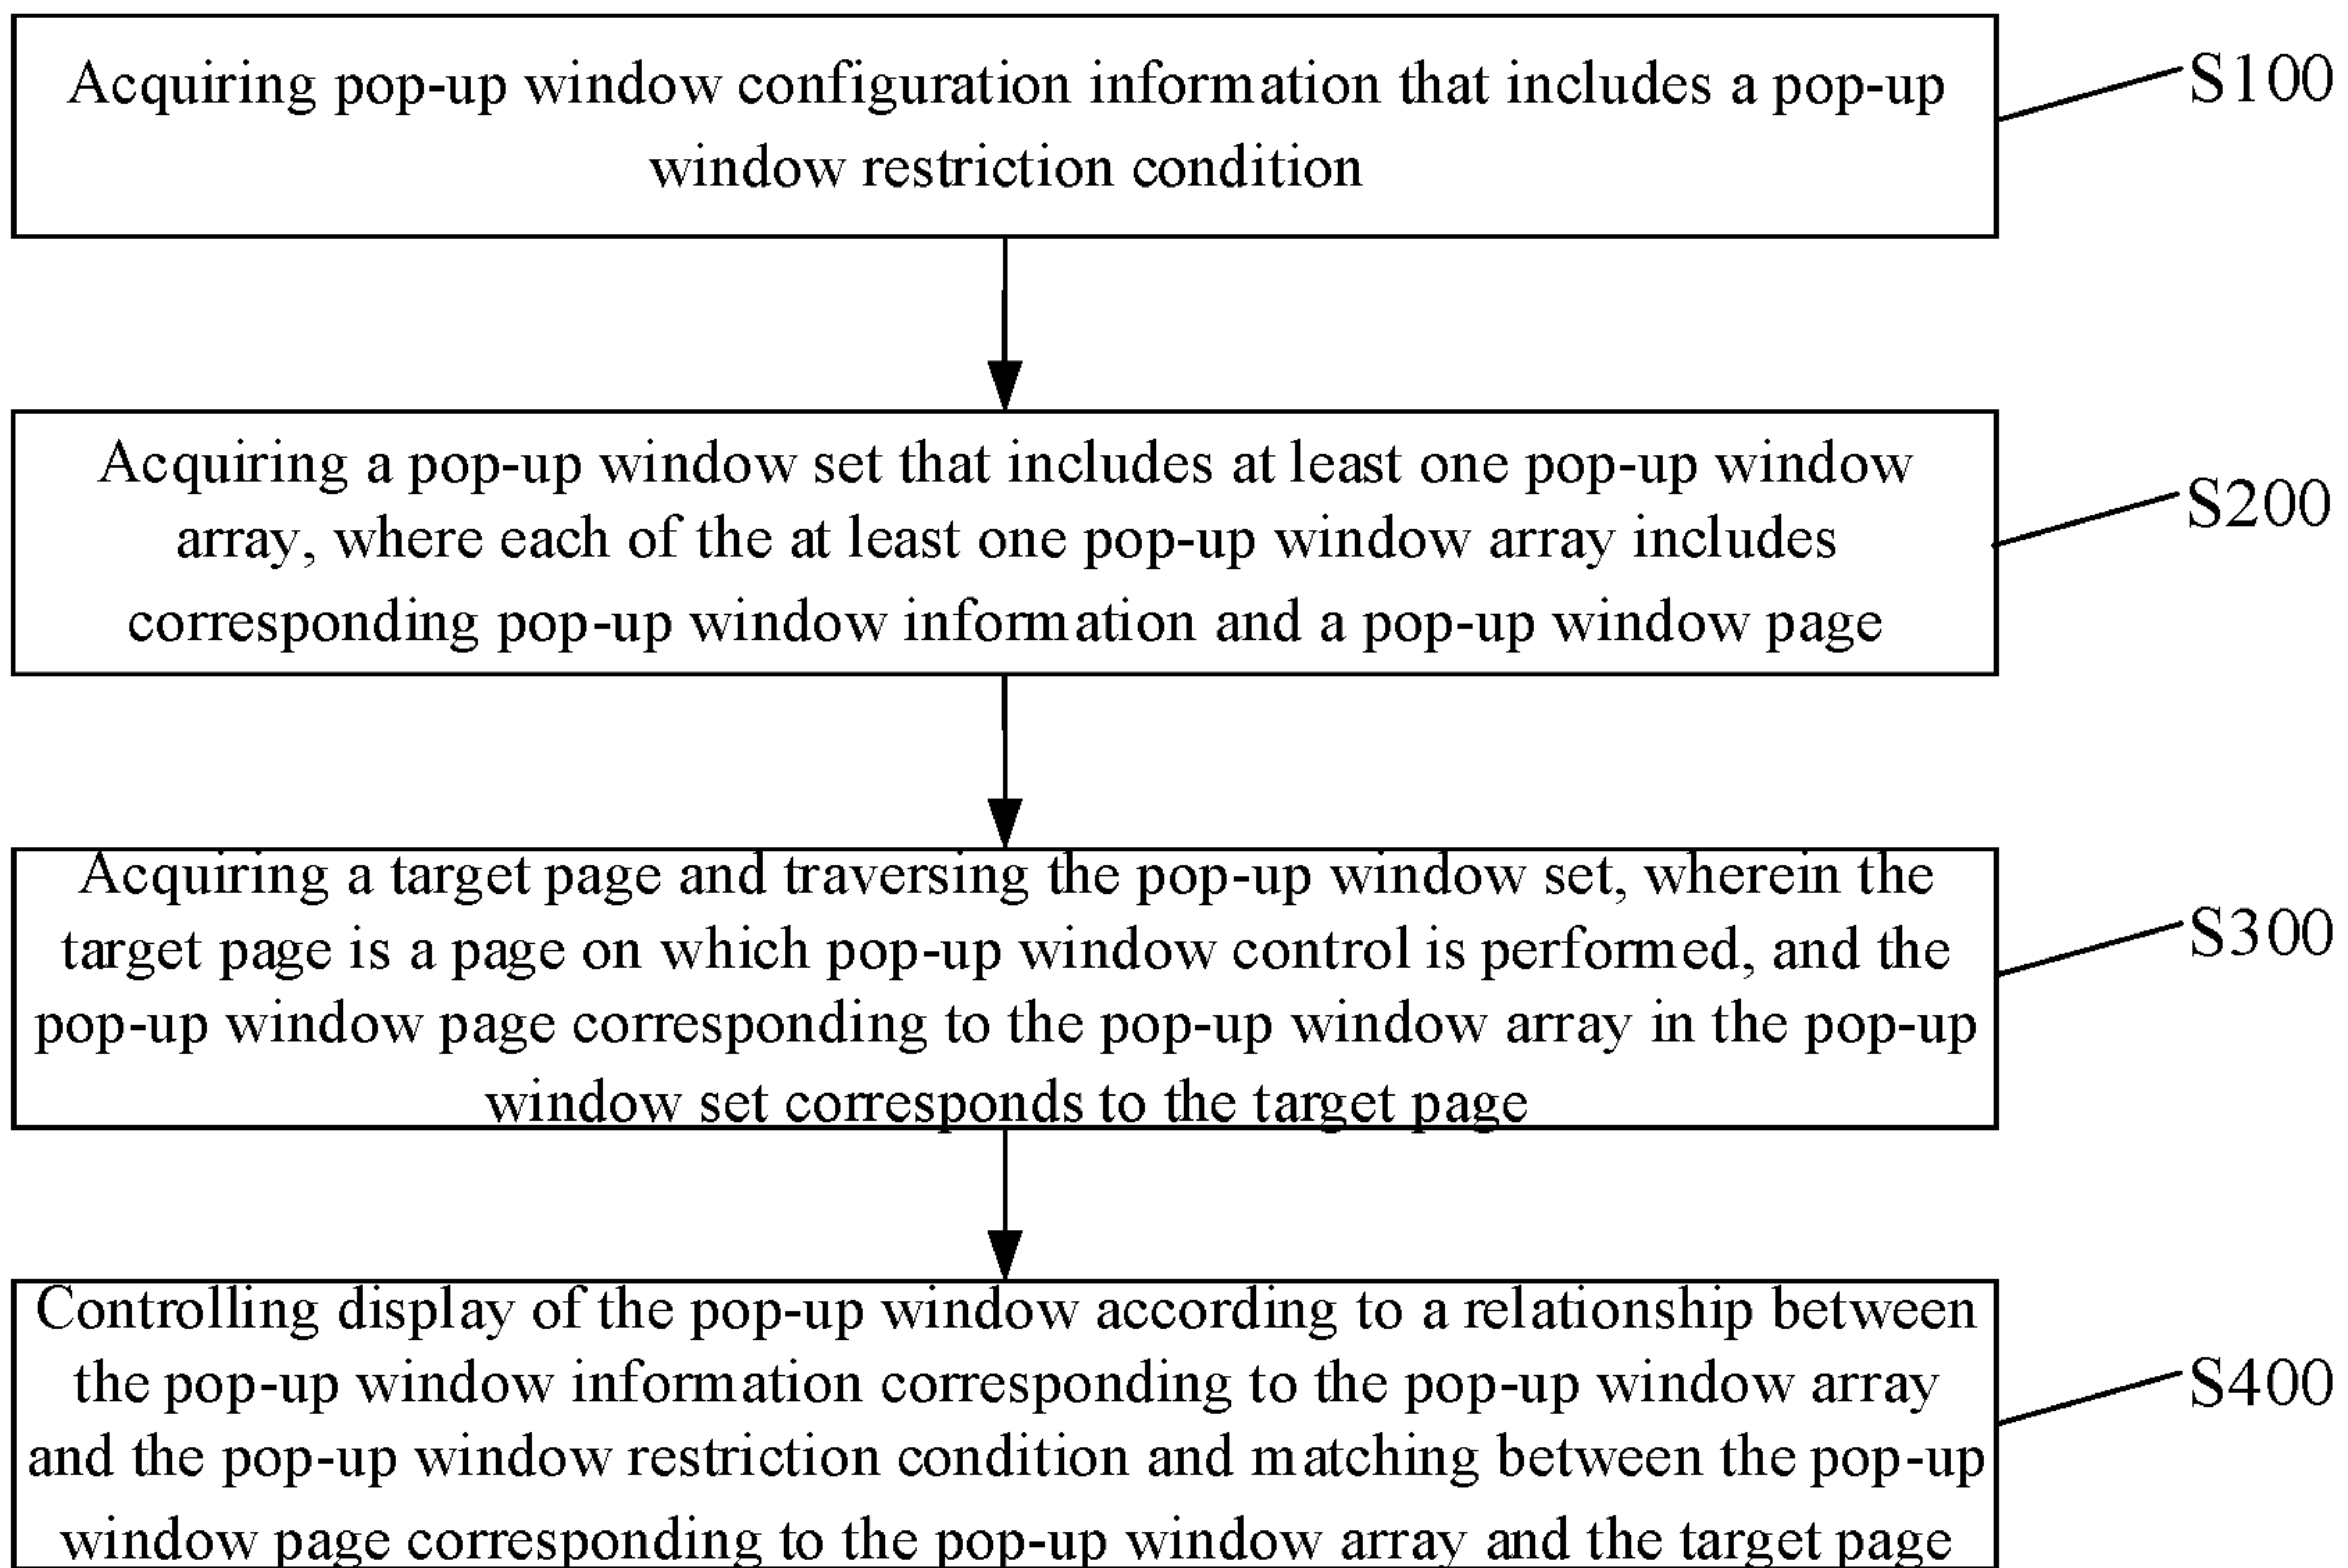 Acquiring pop-up window configuration information that includes a pop-up
window restriction condition
S100
Acquiring a pop-up window set that includes at least one pop-up window
array, where each of the at least one pop-up window array includes
corresponding pop-up window information and a pop-up window page
S200
Acquiring a target page and traversing the pop-up window set, wherein the
target page is a page on which pop-up window control is performed, and the
pop-up window page corresponding to the pop-up window array in the pop-up
window set corresponds to the target page
S300
Controlling display of the pop-up window according to a relationship between
the pop-up window information corresponding to the pop-up window array
and the pop-up window restriction condition and matching between the pop-up
window page corresponding to the pop-up window array and the target page
S400